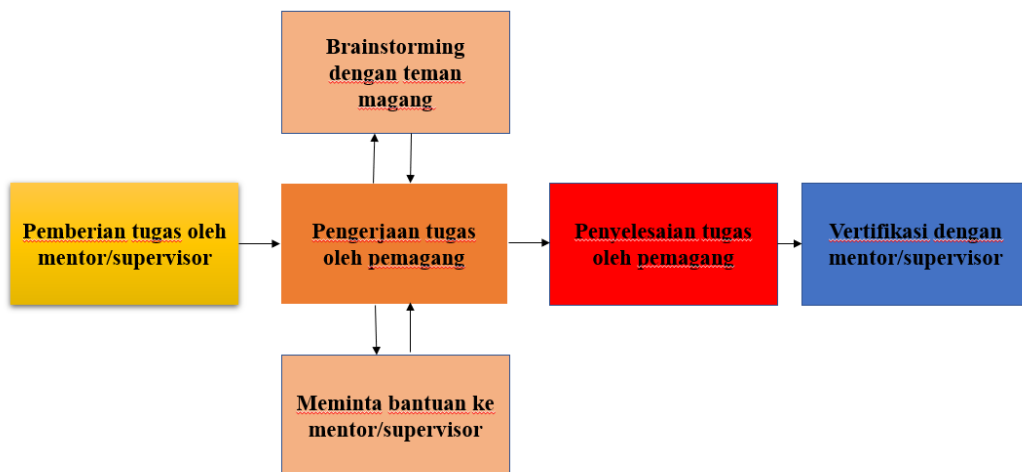 Brainstorming
dengan teman
magang
Pemberian tugas oleh
mentor/supervisor
Pengerjaan tugas
oleh pemagang
Penyelesaian tugas
oleh pemagang
Vertifikasi dengan
mentor/supervisor
Meminta bantuan ke
mentor/supervisor